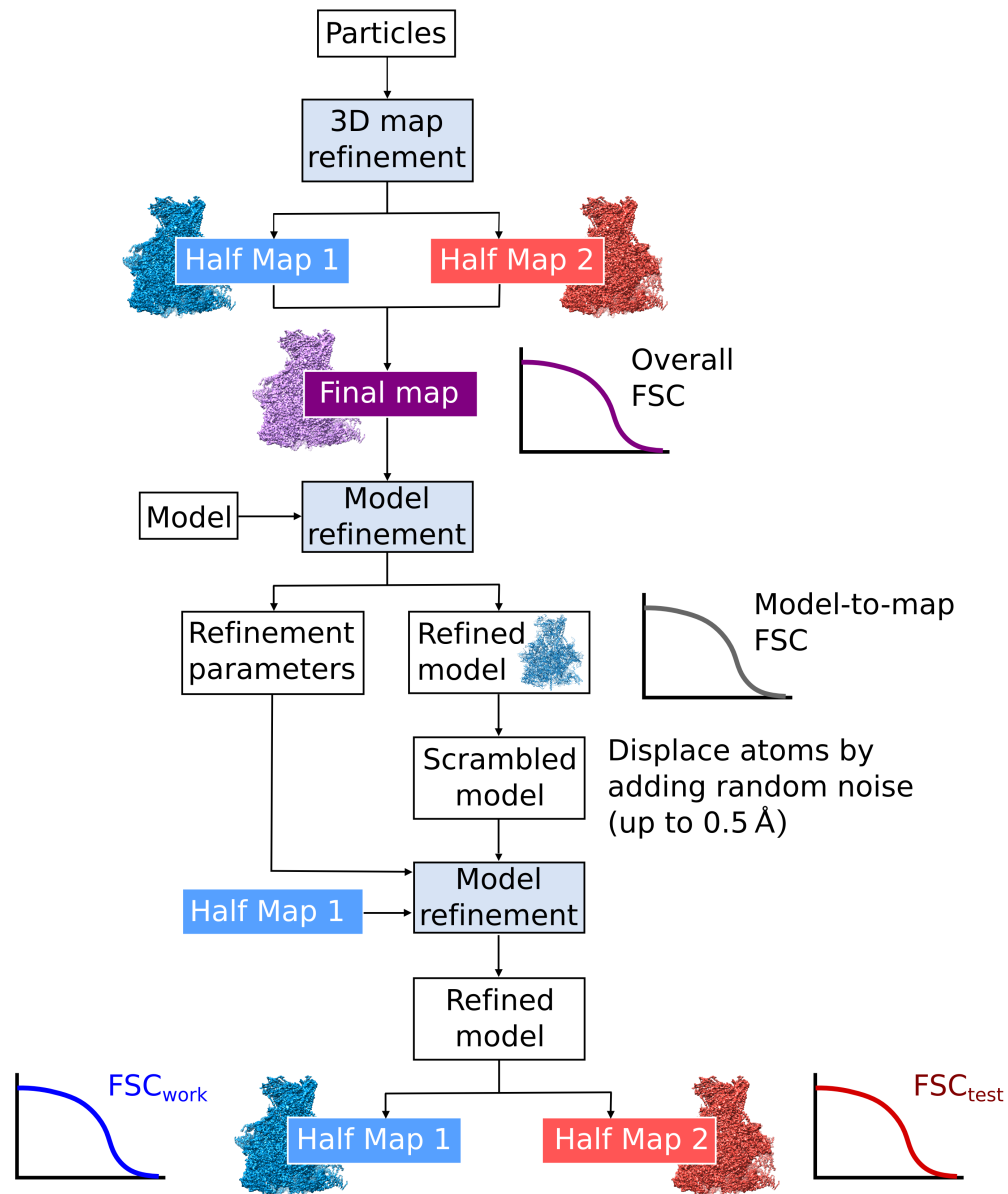 Particles
3D map
refinement
Half Map 1
Half Map 2
Final map
Overall
FSC
Model
Model
refinement
Refinement
parameters
Refined
model
Model-to-map
FSC
Scrambled
model
Displace atoms by
adding random noise
(up to 0.5 Å)
Half Map 1
Model
refinement
Refined
model
FSCwork
Half Map 1
Half Map 2
FSCtest